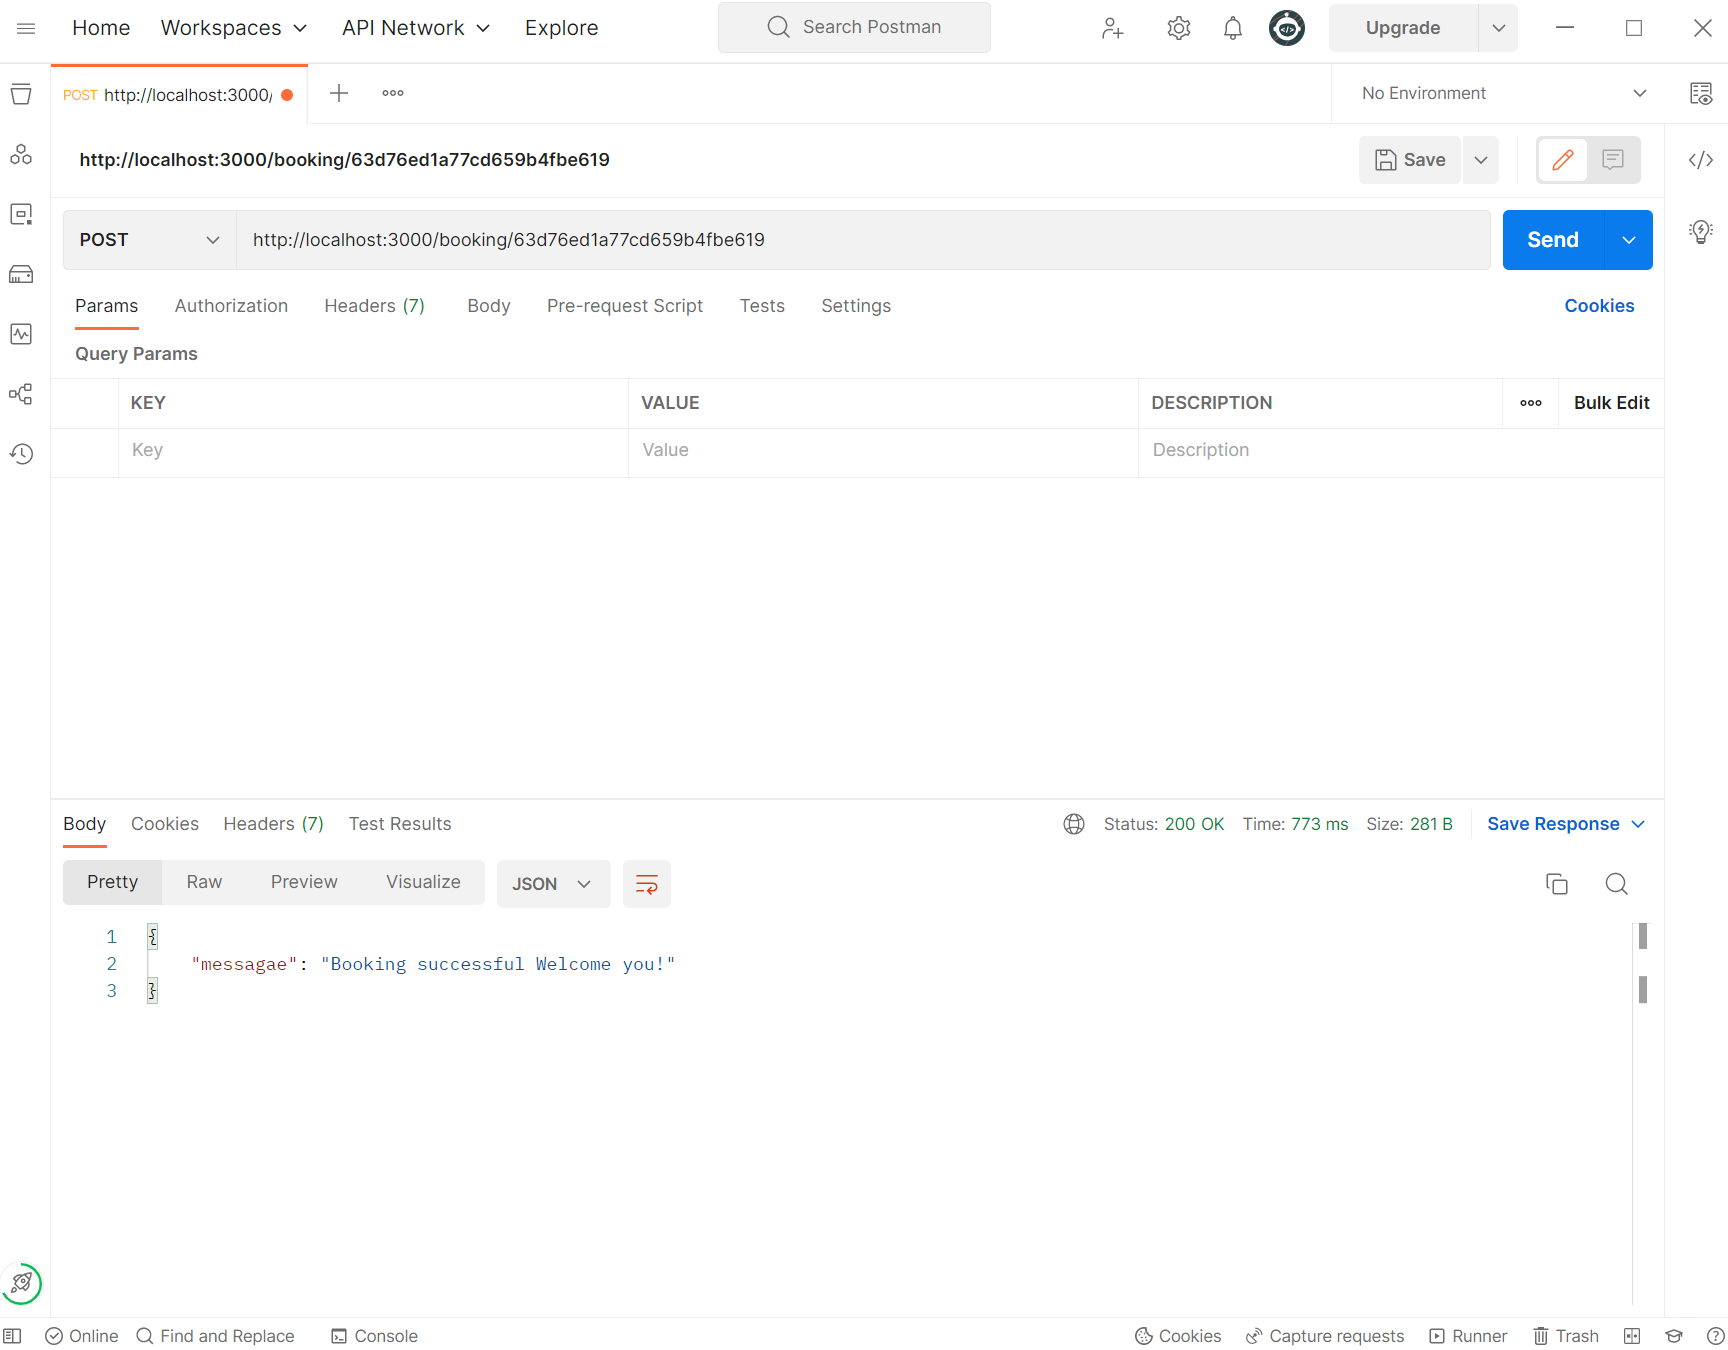 Home Workspaces API Network Explore Search Postman Upgrade
POST http://localhost:3000/ No Environment
http://localhost:3000/booking/63d76ed1a77cd659b4fbe619 Save
POST http://localhost:3000/booking/63d76ed1a77cd659b4fbe619 Send
Params Authorization Headers (7) Body Pre-request Script Tests Settings Cookies
Query Params
KEY VALUE DESCRIPTION Bulk Edit
Key Value Description
Body Cookies Headers (7) Test Results Status: 200 OK Time: 773 ms Size: 281 B Save Response
Pretty Raw Preview Visualize JSON
1 {
2 "messagae": "Booking successful Welcome you!"
3 }
Online Find and Replace Console Cookies Capture requests Runner Trash